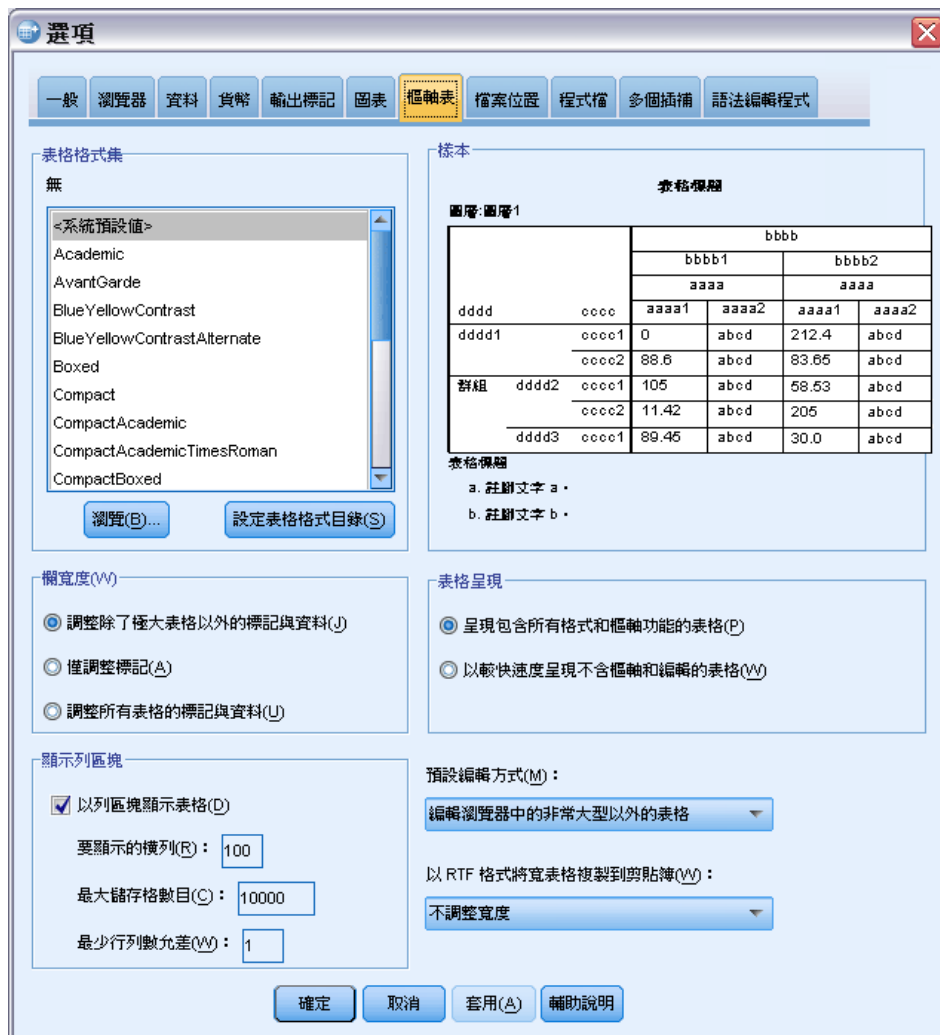 選項
一般 瀏覽器 資料 貨幣 輸出標記 圖表 樞軸表 檔案位置 程式檔 多個插補 語法編輯程式
表格格式集
無
<系統預設值>
Academic
AvantGarde
BlueYellowContrast
BlueYellowContrastAlternate
Boxed
Compact
CompactAcademic
CompactAcademicTimesRoman
CompactBoxed
瀏覽(B)... 設定表格格式目錄(S)
樣本
表格標題
圖層:圖層1
bbbb
bbbb1 bbbb2
aaaa aaaa
dddd cccc aaaa1 aaaa2 aaaa1 aaaa2
dddd1 cccc1 0 abcd 212.4 abcd
cccc2 88.6 abcd 83.65 abcd
群組 dddd2 cccc1 105 abcd 58.53 abcd
cccc2 11.42 abcd 205 abcd
dddd3 cccc1 89.45 abcd 30.0 abcd
表格標題
a. 註腳文字 a。
b. 註腳文字 b。
欄寬度(W)
調整除了極大表格以外的標記與資料(J)
僅調整標記(A)
調整所有表格的標記與資料(U)
表格呈現
呈現包含所有格式和樞軸功能的表格(P)
以較快速度呈現不含樞軸和編輯的表格(W)
顯示列區塊
以列區塊顯示表格(D)
要顯示的橫列(R)： 100
最大儲存格數目(C)： 10000
最少行列數允差(W)： 1
預設編輯方式(M)：
編輯瀏覽器中的非常大型以外的表格
以 RTF 格式將寬表格複製到剪貼簿(W)：
不調整寬度
確定 取消 套用(A) 輔助說明